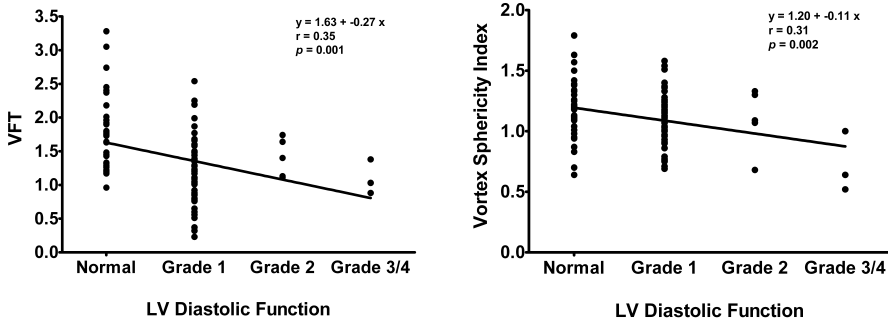 y = 1.63 + -0.27 x
r = 0.35
p = 0.001
3.5
3.0
2.5
2.0
1.5
1.0
0.5
0.0
VFT
Normal Grade 1 Grade 2 Grade 3/4
LV Diastolic Function
y = 1.20 + -0.11 x
r = 0.31
p = 0.002
2.0
1.5
1.0
0.5
0.0
Vortex Sphericity Index
Normal Grade 1 Grade 2 Grade 3/4
LV Diastolic Function